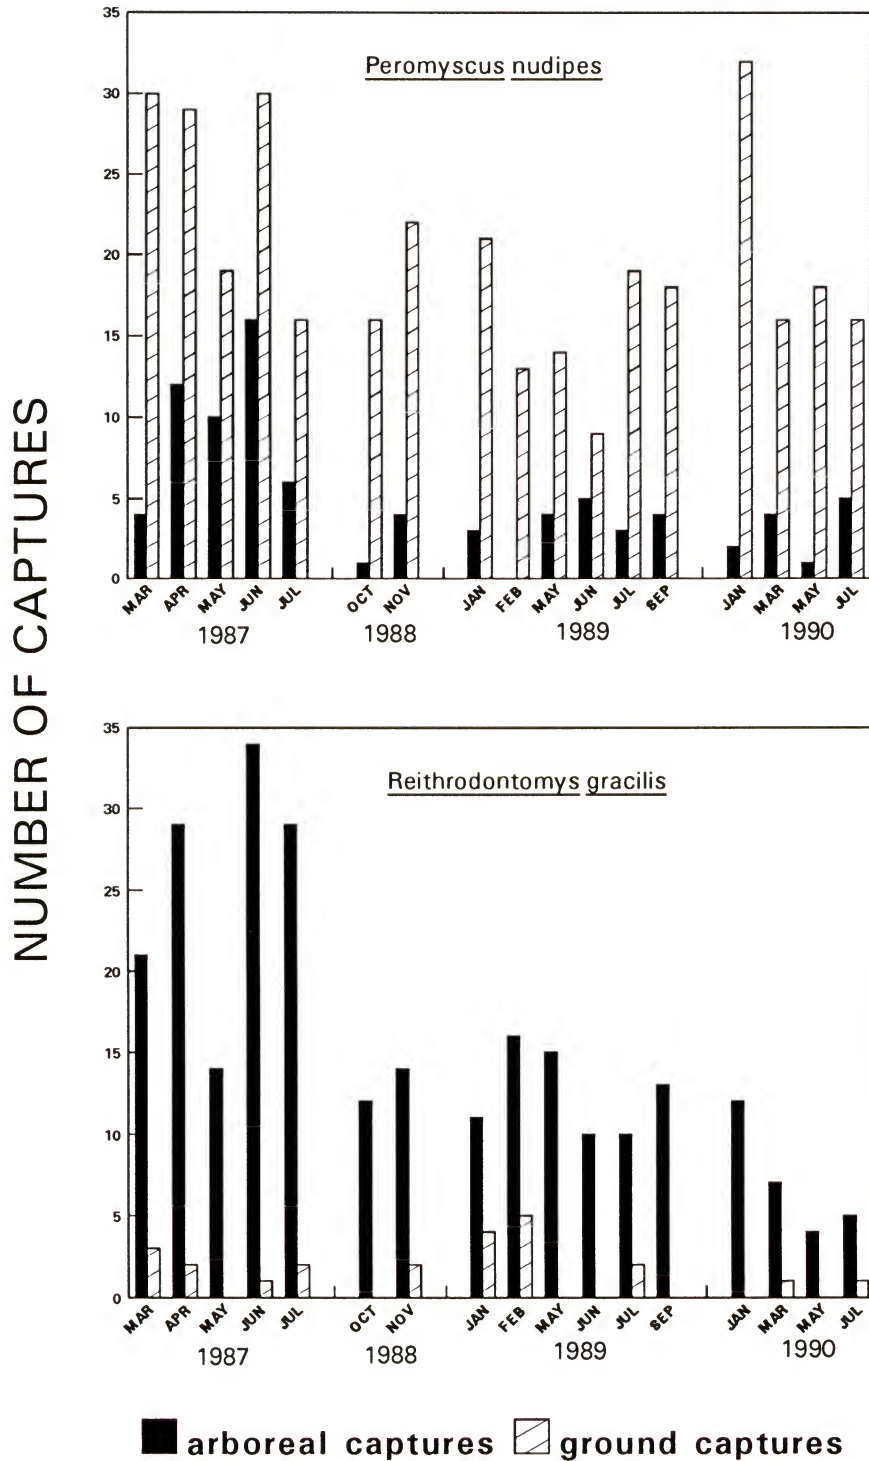 NUMBER OF CAPTURES
Peromyscus nudipes
35
30
25
20
15
10
5
0
MAR APR MAY JUN JUL OCT NOV JAN FEB MAY JUN JUL SEP JAN MAR MAY JUL
1987 1988 1989 1990
Reithrodontomys gracilis
35
30
25
20
15
10
5
0
MAR APR MAY JUN JUL OCT NOV JAN FEB MAY JUN JUL SEP JAN MAR MAY JUL
1987 1988 1989 1990
arboreal captures ground captures